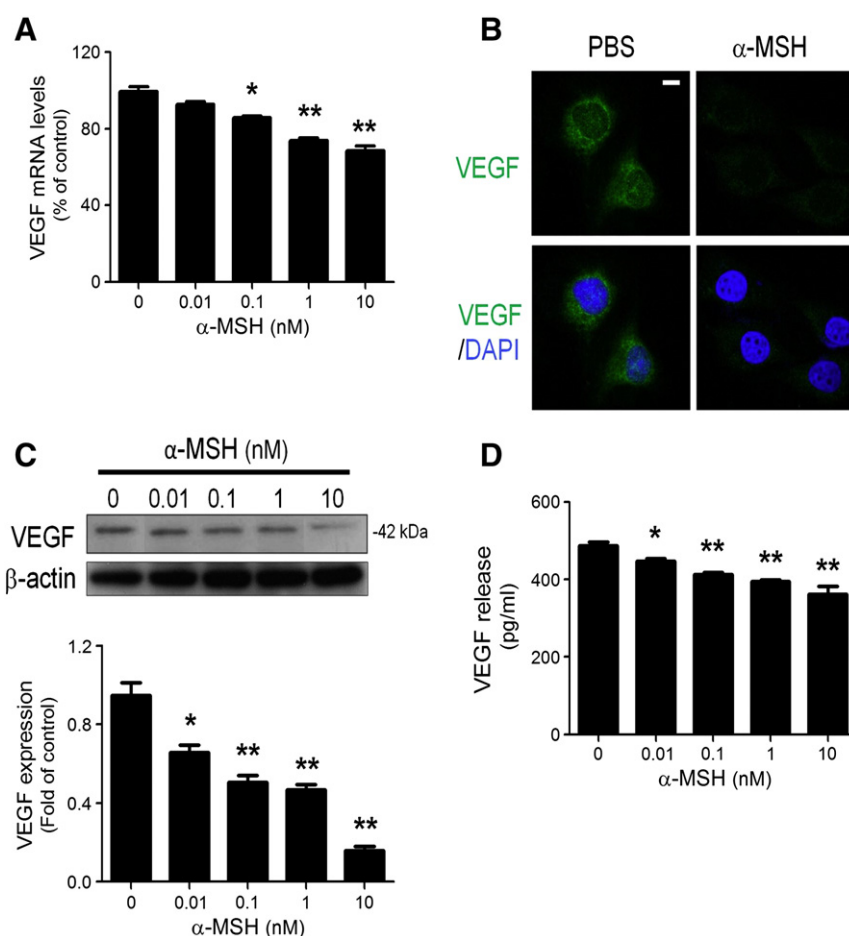 A
VEGF mRNA levels
(% of control)
120
80
40
0
*
**
**
0 0.01 0.1 1 10
α-MSH (nM)
B
PBS α-MSH
VEGF
VEGF
/DAPI
C
α-MSH (nM)
0 0.01 0.1 1 10
VEGF
-42 kDa
β-actin
VEGF expression
(Fold of control)
1.2
0.8
0.4
0.0
*
**
**
**
0 0.01 0.1 1 10
α-MSH (nM)
D
VEGF release
(pg/ml)
600
400
200
0
*
**
**
**
0 0.01 0.1 1 10
α-MSH (nM)